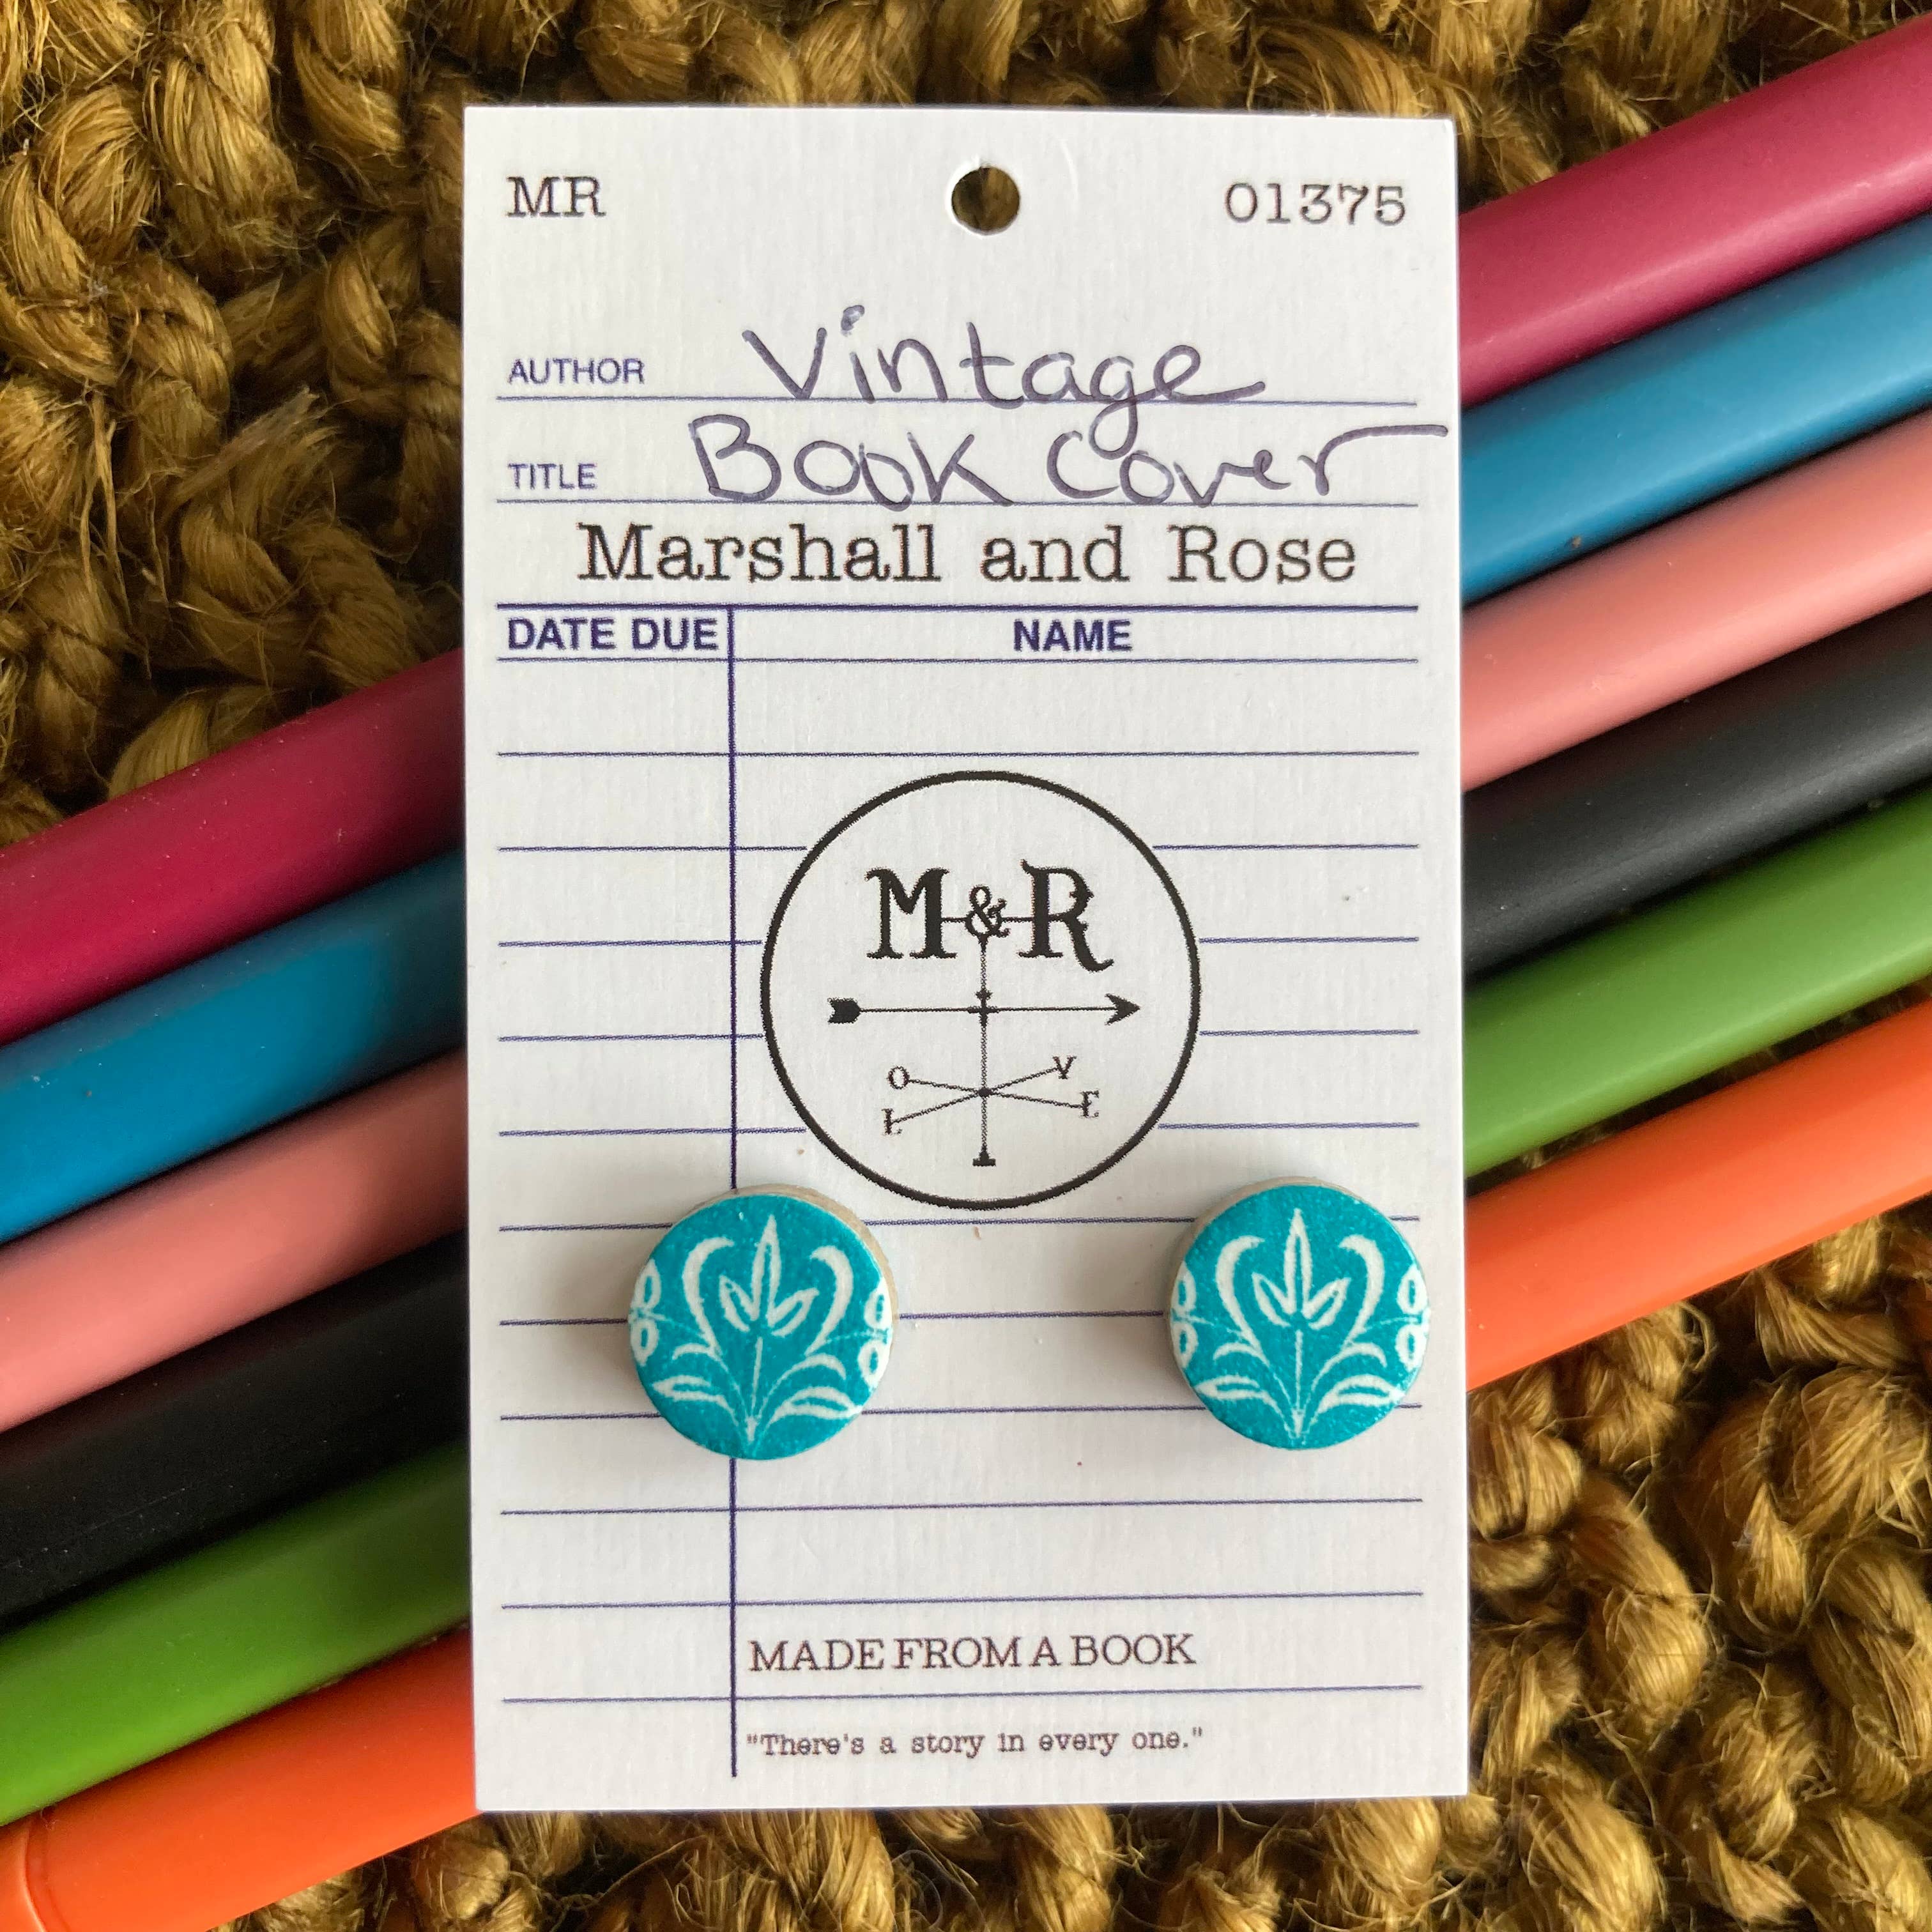 MR 01375
AUTHOR Vintage
TITLE Book Cover
Marshall and Rose
DATE DUE NAME
M&R
O V
L E
MADE FROM A BOOK
"There's a story in every one."